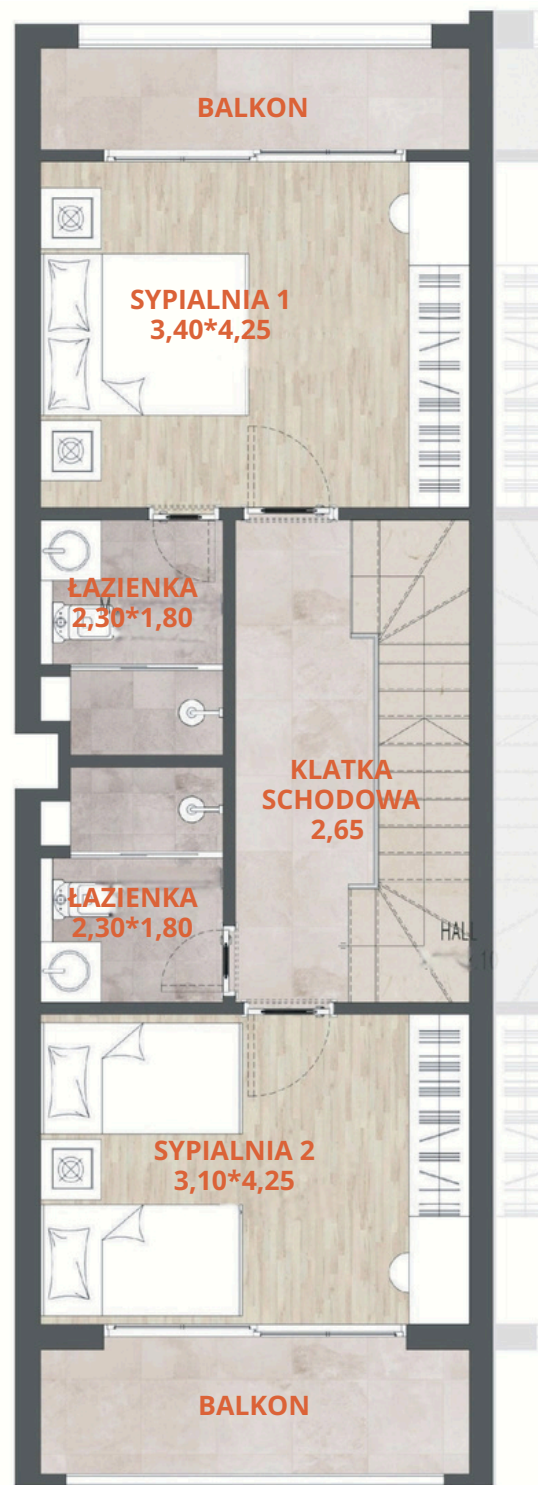 BALKON
SYPIALNIA 1
3,40*4,25
ŁAZIENKA
2,30*1,80
KLATKA
SCHODOWA
2,65
ŁAZIENKA
2,30*1,80
HALL
SYPIALNIA 2
3,10*4,25
BALKON